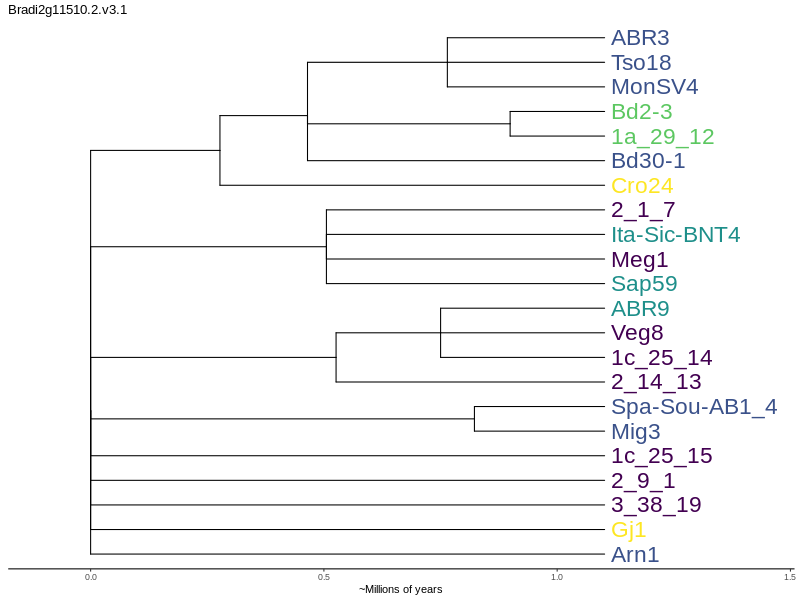 Bradi2g11510.2.v3.1
ABR3
Tso18
MonSV4
Bd2-3
1a_29_12
Bd30-1
Cro24
2_1_7
Ita-Sic-BNT4
Meg1
Sap59
ABR9
Veg8
1c_25_14
2_14_13
Spa-Sou-AB1_4
Mig3
1c_25_15
2_9_1
3_38_19
Gj1
Arn1
0.0 0.5 1.0 1.5
~Millions of years